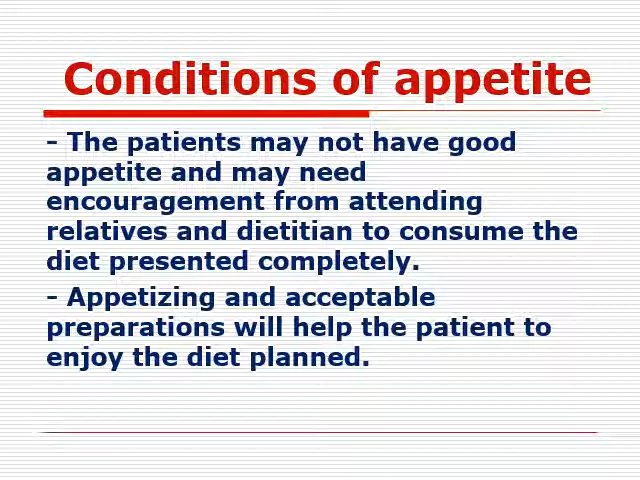 Conditions of appetite
– The patients may not have good
appetite and may need
encouragement from attending
relatives and dietitian to consume the
diet presented completely.
– Appetizing and acceptable
preparations will help the patient to
enjoy the diet planned.